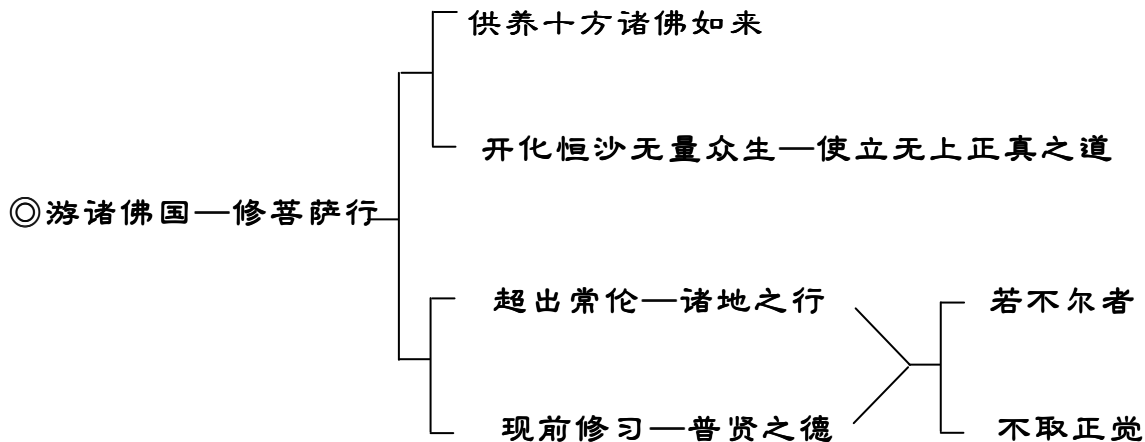 供养十方诸佛如来
开化恒沙无量众生—使立无上正真之道
◎游诸佛国—修菩萨行
超出常伦—诸地之行
若不尔者
现前修习—普贤之德
不取正觉